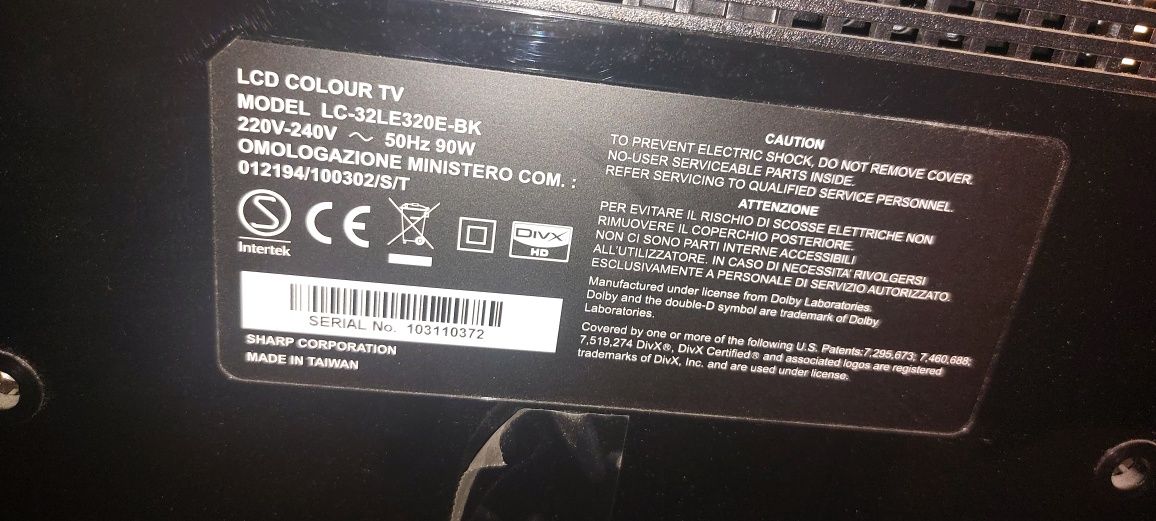 LCD COLOUR TV
MODEL LC-32LE320E-BK
220V-240V ~ 50Hz 90W
OMOLOGAZIONE MINISTERO COM. :
012194/100302/S/T
S
Intertek
CE
DIVX
HD
SERIAL No. 103110372
SHARP CORPORATION
MADE IN TAIWAN
CAUTION
TO PREVENT ELECTRIC SHOCK, DO NOT REMOVE COVER.
NO-USER SERVICEABLE PARTS INSIDE.
REFER SERVICING TO QUALIFIED SERVICE PERSONNEL.
ATTENZIONE
PER EVITARE IL RISCHIO DI SCOSSE ELETTRICHE NON
RIMUOVERE IL COPERCHIO POSTERIORE.
NON CI SONO PARTI INTERNE ACCESSIBILI
ALL'UTILIZZATORE. IN CASO DI NECESSITA' RIVOLGERSI
ESCLUSIVAMENTE A PERSONALE DI SERVIZIO AUTORIZZATO.
Manufactured under license from Dolby Laboratories.
Dolby and the double-D symbol are trademark of Dolby
Laboratories.
Covered by one or more of the following U.S. Patents:7,295,673; 7,460,688;
7,519,274 DivX®, DivX Certified® and associated logos are registered
trademarks of DivX, Inc. and are used under license.